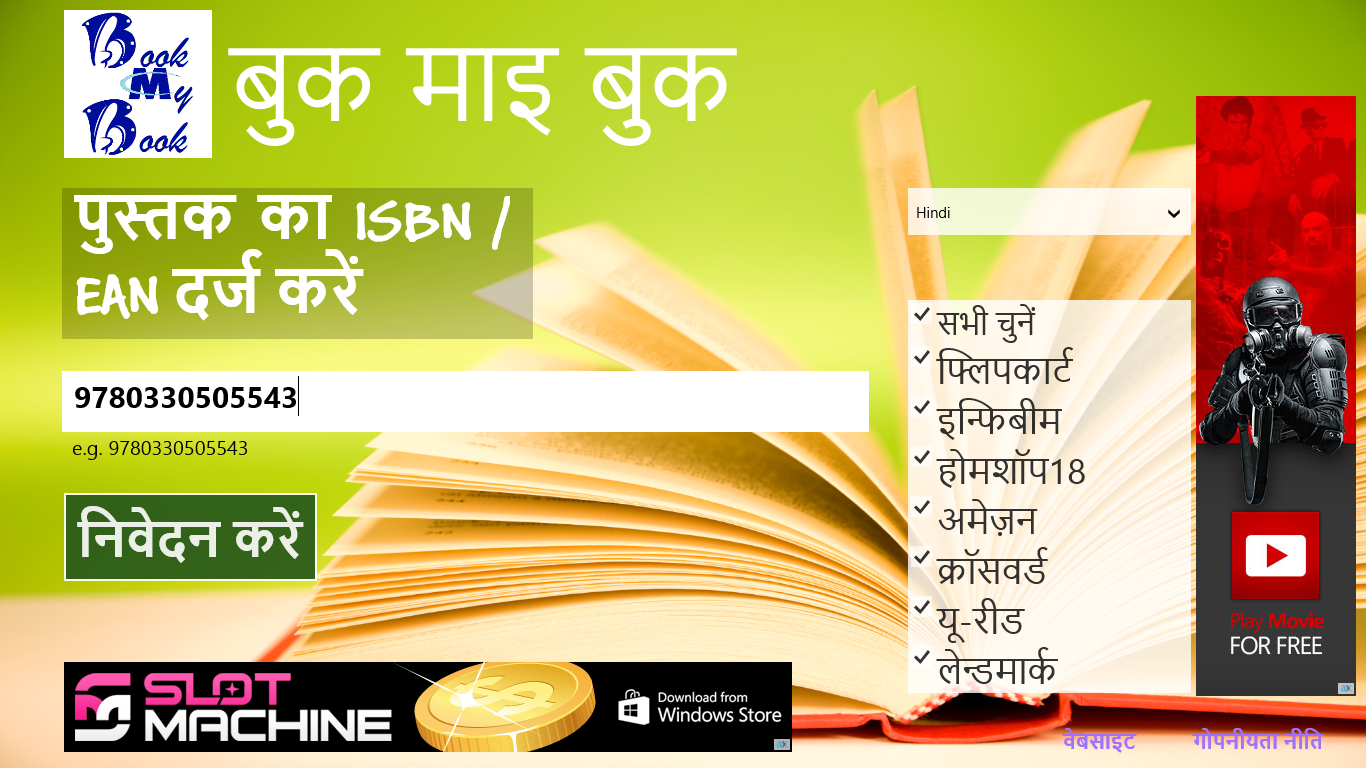 Book
My
Book
बुक माइ बुक
पुस्तक का ISBN /
EAN दर्ज करें
9780330505543
e.g. 9780330505543
निवेदन करें
Hindi
सभी चुनें
फ्लिपकार्ट
इन्फिबीम
होमशॉप18
अमेज़न
क्रॉसवर्ड
यू-रीड
लेन्डमार्क
Play Movie
FOR FREE
SLOT
MACHINE
Download from
Windows Store
वेबसाइट
गोपनीयता नीति